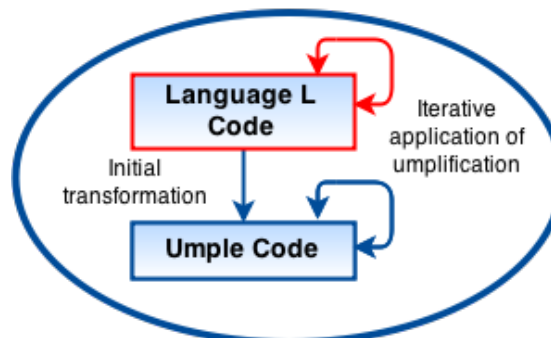 Language L
Code
Iterative
application of
umplification
Initial
transformation
Umple Code